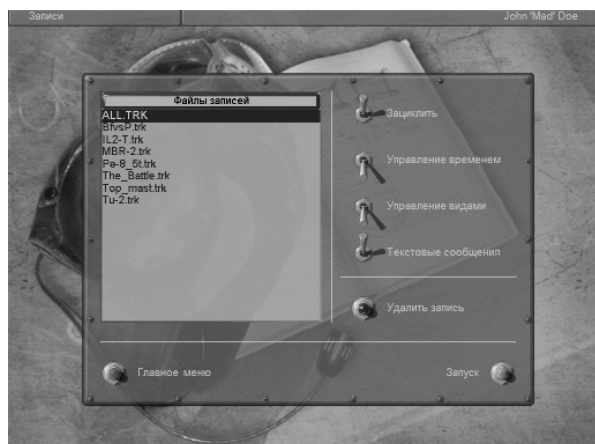 Записи
John 'Mad' Doe
Файлы записей
ALL.TRK
BfvsP.trk
IL2-T.trk
MBR-2.trk
Pe-8_5t.trk
The_Battle.trk
Top_mast.trk
Tu-2.trk
Зациклить
Управление временем
Управление видами
Текстовые сообщения
Удалить запись
Главное меню
Запуск